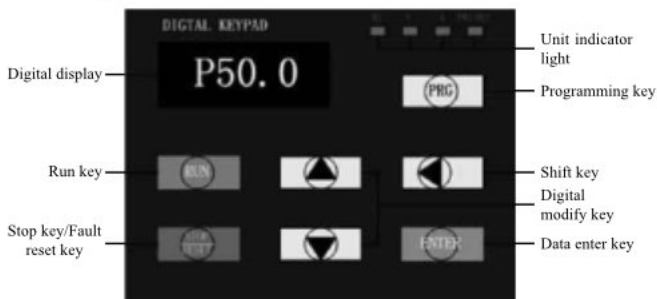 DIGTAL KEYPAD
P50.0
PRG
RUN
ENTER
Digital display
Run key
Stop key/Fault
reset key
Unit indicator
light
Programming key
Shift key
Digital
modify key
Data enter key